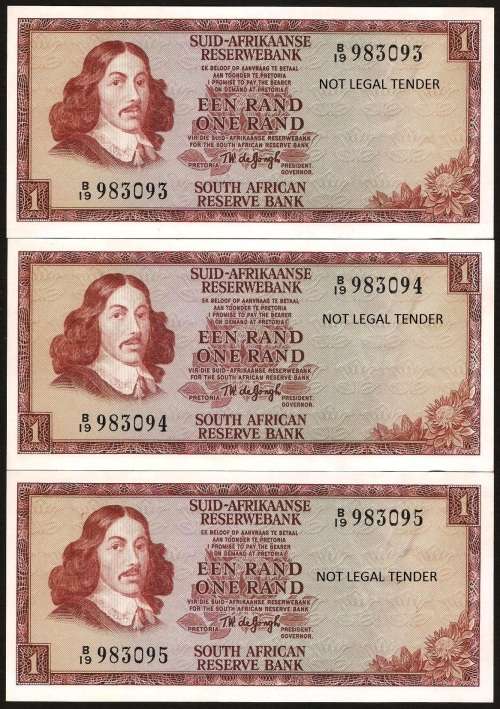 SUID-AFRIKAANSE
RESERWEBANK
B/19 983093
1
EK BELOOF OP AANVRAAG TE BETAAL
AAN TOONDER TE PRETORIA
I PROMISE TO PAY THE BEARER
ON DEMAND AT PRETORIA
NOT LEGAL TENDER
EEN RAND
ONE RAND
VIR DIE SUID-AFRIKAANSE RESERWEBANK
FOR THE SOUTH AFRICAN RESERVE BANK
PRETORIA T W de Jongh PRESIDENT
GOVERNOR.
1
B/19 983093
SOUTH AFRICAN
RESERVE BANK
SUID-AFRIKAANSE
RESERWEBANK
B/19 983094
1
EK BELOOF OP AANVRAAG TE BETAAL
AAN TOONDER TE PRETORIA
I PROMISE TO PAY THE BEARER
ON DEMAND AT PRETORIA
NOT LEGAL TENDER
EEN RAND
ONE RAND
VIR DIE SUID-AFRIKAANSE RESERWEBANK
FOR THE SOUTH AFRICAN RESERVE BANK
PRETORIA T W de Jongh PRESIDENT
GOVERNOR.
1
B/19 983094
SOUTH AFRICAN
RESERVE BANK
SUID-AFRIKAANSE
RESERWEBANK
B/19 983095
1
EK BELOOF OP AANVRAAG TE BETAAL
AAN TOONDER TE PRETORIA
I PROMISE TO PAY THE BEARER
ON DEMAND AT PRETORIA
NOT LEGAL TENDER
EEN RAND
ONE RAND
VIR DIE SUID-AFRIKAANSE RESERWEBANK
FOR THE SOUTH AFRICAN RESERVE BANK
PRETORIA T W de Jongh PRESIDENT
GOVERNOR.
1
B/19 983095
SOUTH AFRICAN
RESERVE BANK